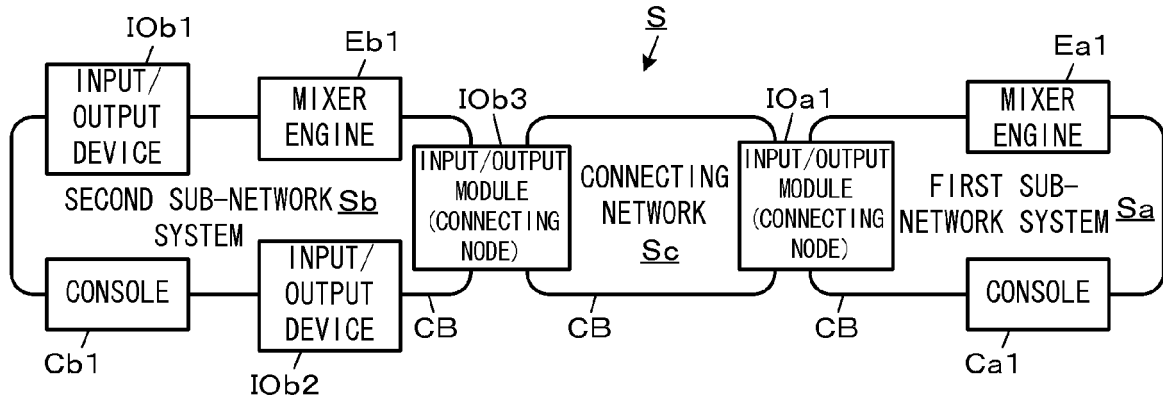 S
IOb1
Eb1
IOb3
IOa1
Ea1
INPUT/
OUTPUT
DEVICE
MIXER
ENGINE
INPUT/OUTPUT
MODULE
(CONNECTING
NODE)
CONNECTING
NETWORK
Sc
INPUT/OUTPUT
MODULE
(CONNECTING
NODE)
MIXER
ENGINE
SECOND SUB-NETWORK Sb
SYSTEM
FIRST SUB-
NETWORK SYSTEM Sa
CONSOLE
INPUT/
OUTPUT
DEVICE
CONSOLE
CB
CB
CB
Cb1
IOb2
Ca1